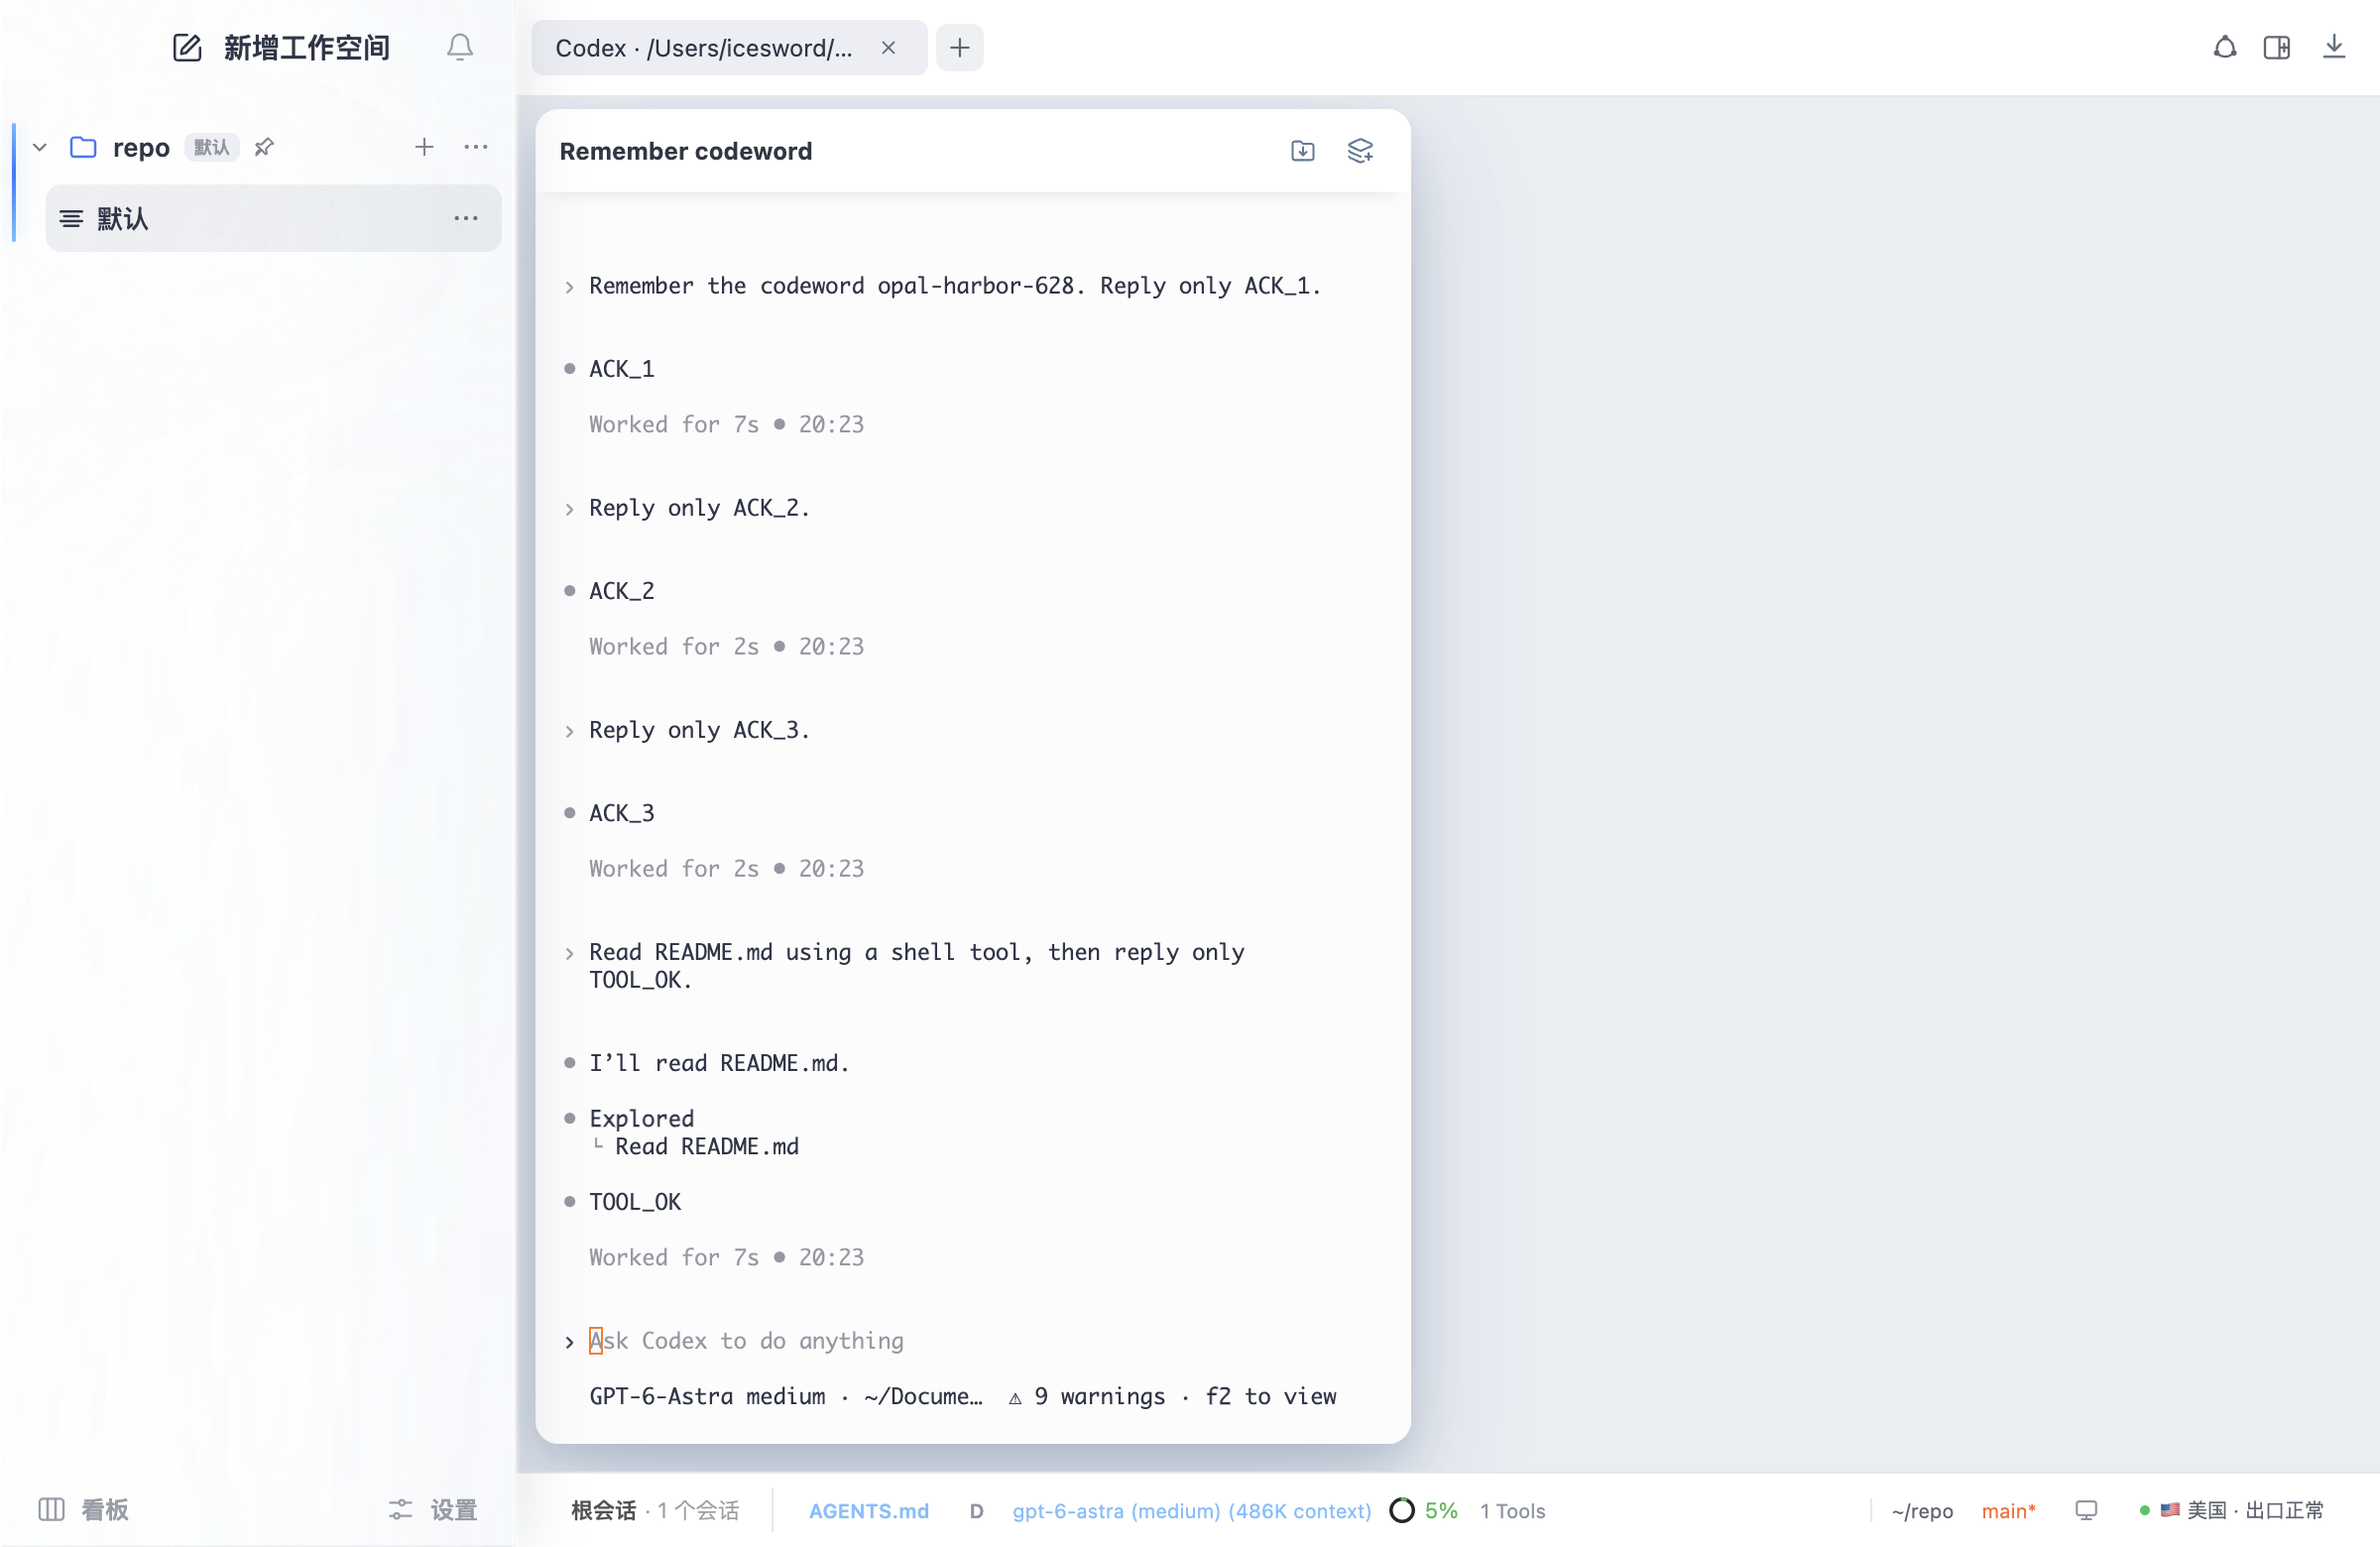 新增工作空间
Codex · /Users/icesword/...
repo 默认
默认
Remember codeword
› Remember the codeword opal-harbor-628. Reply only ACK_1.
• ACK_1
Worked for 7s • 20:23
› Reply only ACK_2.
• ACK_2
Worked for 2s • 20:23
› Reply only ACK_3.
• ACK_3
Worked for 2s • 20:23
› Read README.md using a shell tool, then reply only
TOOL_OK.
• I’ll read README.md.
• Explored
└ Read README.md
• TOOL_OK
Worked for 7s • 20:23
› Ask Codex to do anything
GPT-6-Astra medium · ~/Docume… ⚠ 9 warnings · f2 to view
看板 设置
根会话 · 1 个会话 AGENTS.md D gpt-6-astra (medium) (486K context) 5% 1 Tools ~/repo main* 🇺🇸 美国 · 出口正常